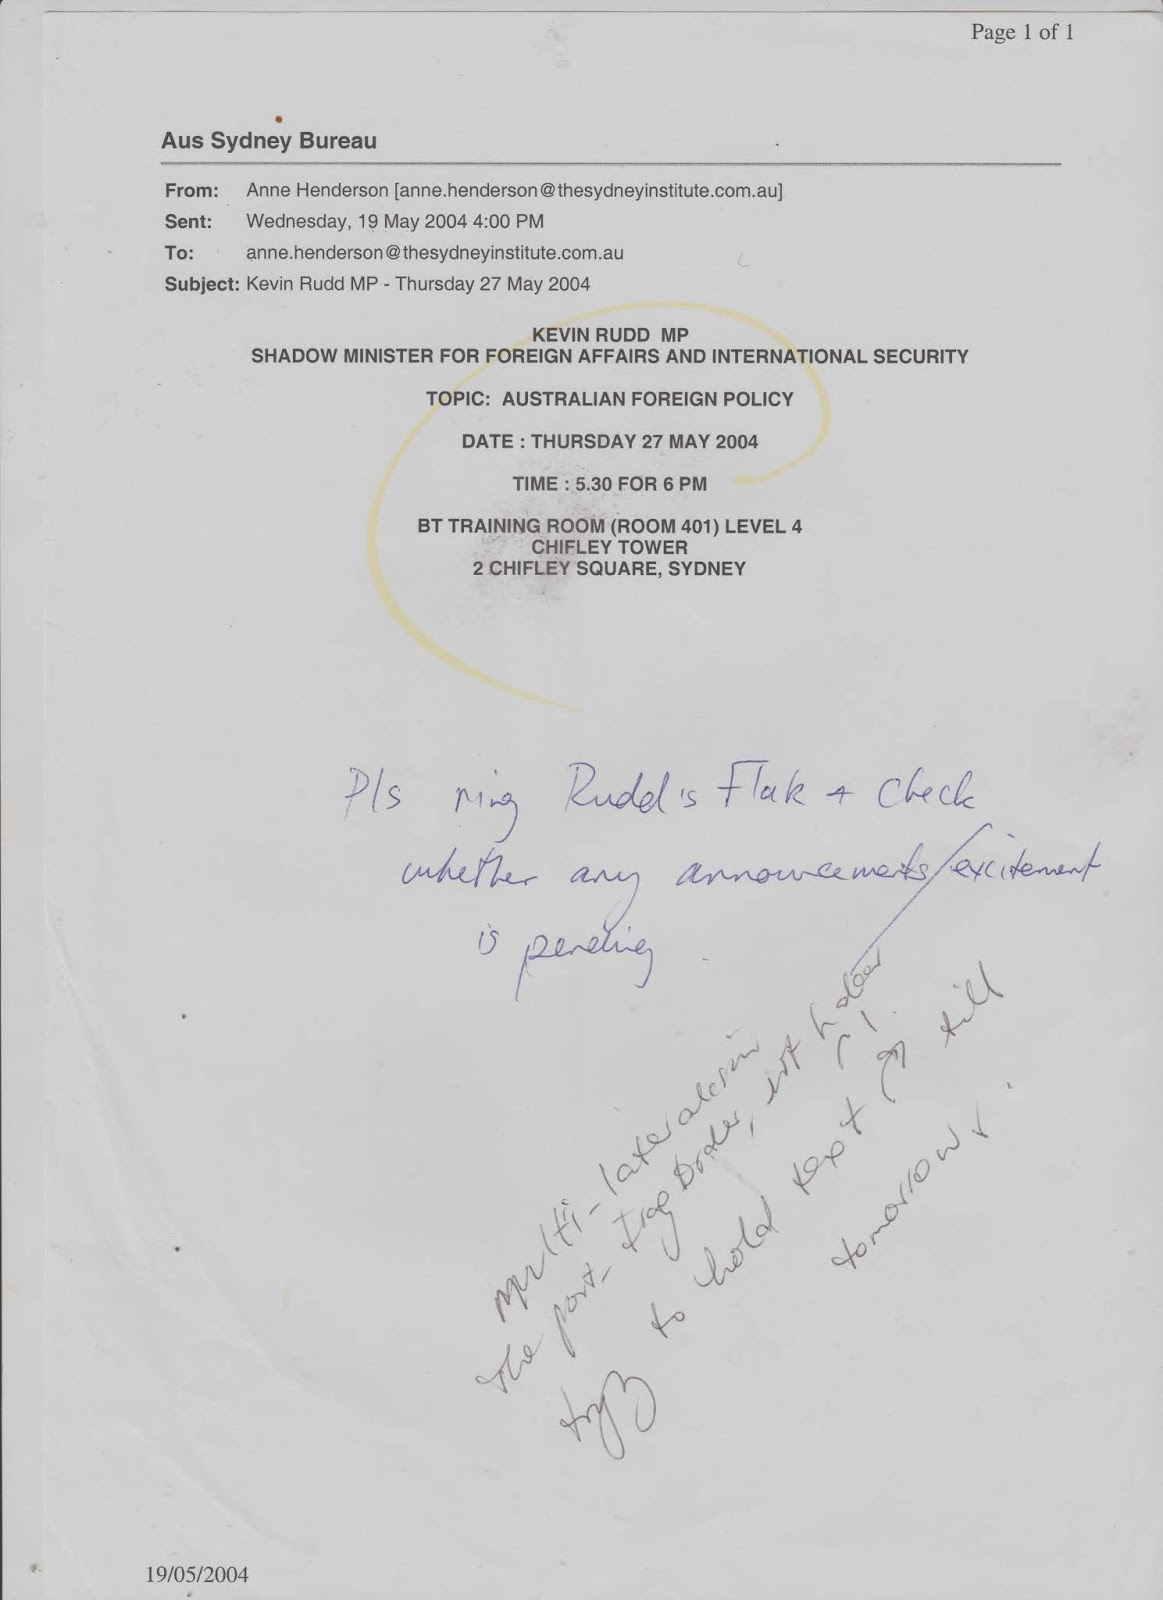 Page 1 of 1
Aus Sydney Bureau
From: Anne Henderson [anne.henderson@thesydneyinstitute.com.au]
Sent: Wednesday, 19 May 2004 4:00 PM
To: anne.henderson@thesydneyinstitute.com.au
Subject: Kevin Rudd MP - Thursday 27 May 2004
KEVIN RUDD MP
SHADOW MINISTER FOR FOREIGN AFFAIRS AND INTERNATIONAL SECURITY
TOPIC: AUSTRALIAN FOREIGN POLICY
DATE : THURSDAY 27 MAY 2004
TIME : 5.30 FOR 6 PM
BT TRAINING ROOM (ROOM 401) LEVEL 4
CHIFLEY TOWER
2 CHIFLEY SQUARE, SYDNEY
Pls ring Rudd's Flak + check
whether any announcements/excitement
is pending.
multi-lateralism
the post-Iraq order, not
to hold text till
tomorrow
19/05/2004